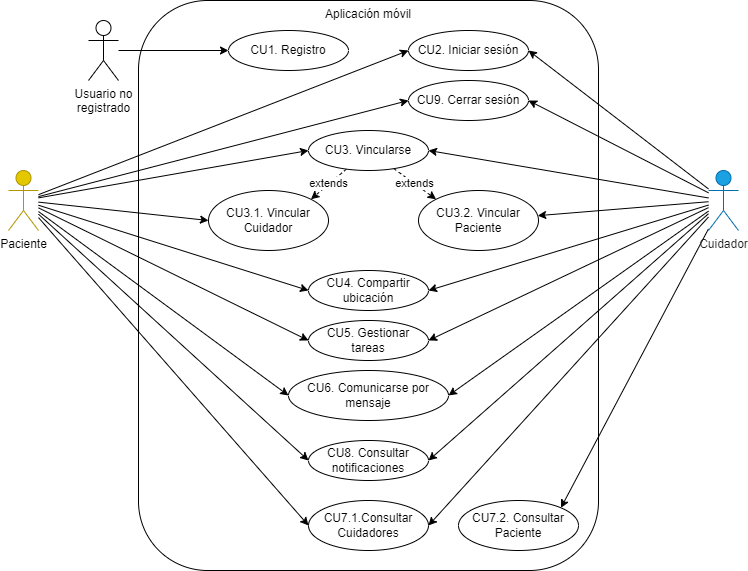 Aplicación móvil
CU1. Registro
CU2. Iniciar sesión
Usuario no
registrado
CU9. Cerrar sesión
CU3. Vincularse
extends
extends
CU3.1. Vincular
Cuidador
CU3.2. Vincular
Paciente
Paciente
Cuidador
CU4. Compartir
ubicación
CU5. Gestionar
tareas
CU6. Comunicarse por
mensaje
CU8. Consultar
notificaciones
CU7.1.Consultar
Cuidadores
CU7.2. Consultar
Paciente